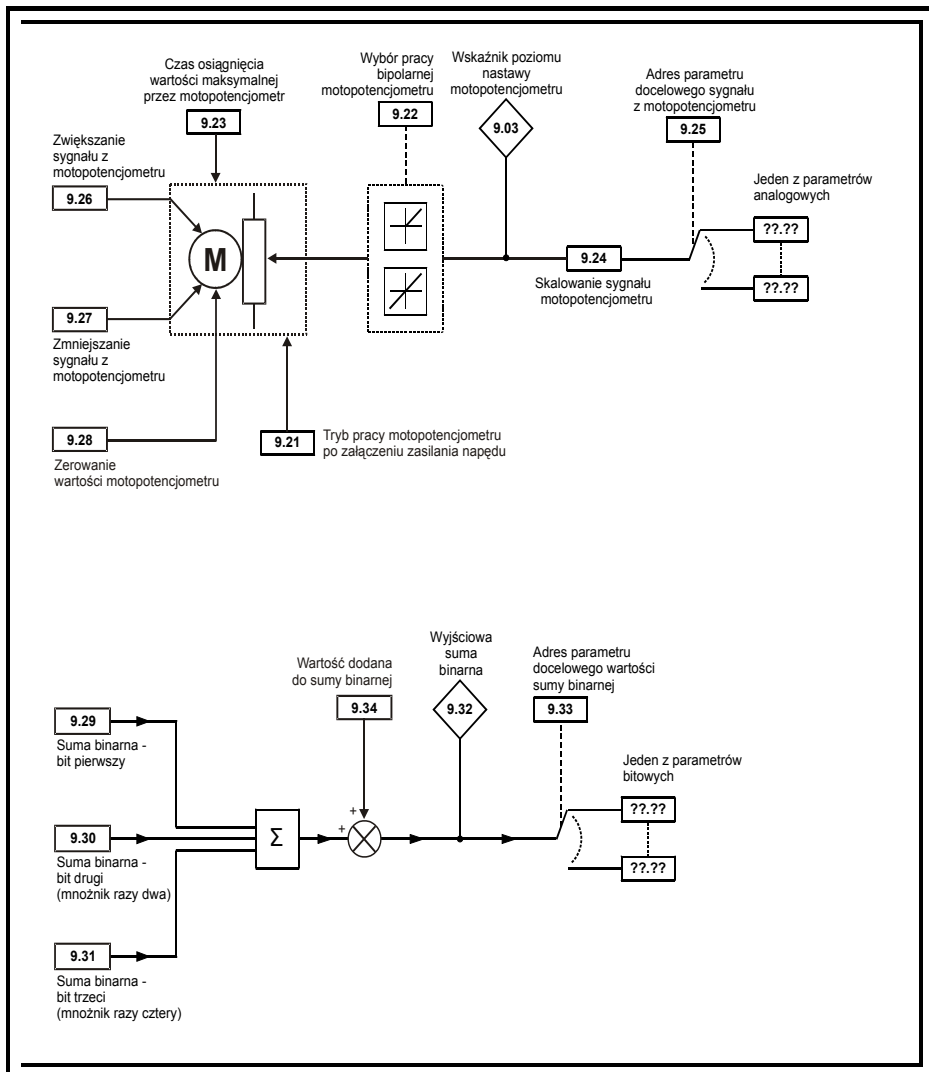 Czas osiągnięcia
wartości maksymalnej
przez motopotencjometr
9.23
Wybór pracy
bipolarnej
motopotencjometru
9.22
Wskaźnik poziomu
nastawy
motopotencjometru
9.03
Adres parametru
docelowego sygnału
z motopotencjometru
9.25
Zwiększanie
sygnału z
motopotencjometru
9.26
M
Jeden z parametrów
analogowych
??.??
??.??
9.24
Skalowanie sygnału
motopotencjometru
9.27
Zmniejszanie
sygnału z
motopotencjometru
9.28
Zerowanie
wartości motopotencjometru
9.21
Tryb pracy motopotencjometru
po załączeniu zasilania napędu
Wartość dodana
do sumy binarnej
9.34
Wyjściowa
suma
binarna
9.32
Adres parametru
docelowego wartości
sumy binarnej
9.33
9.29
Suma binarna -
bit pierwszy
Jeden z parametrów
bitowych
??.??
??.??
9.30
Suma binarna -
bit drugi
(mnożnik razy dwa)
Σ
+
+
9.31
Suma binarna -
bit trzeci
(mnożnik razy cztery)